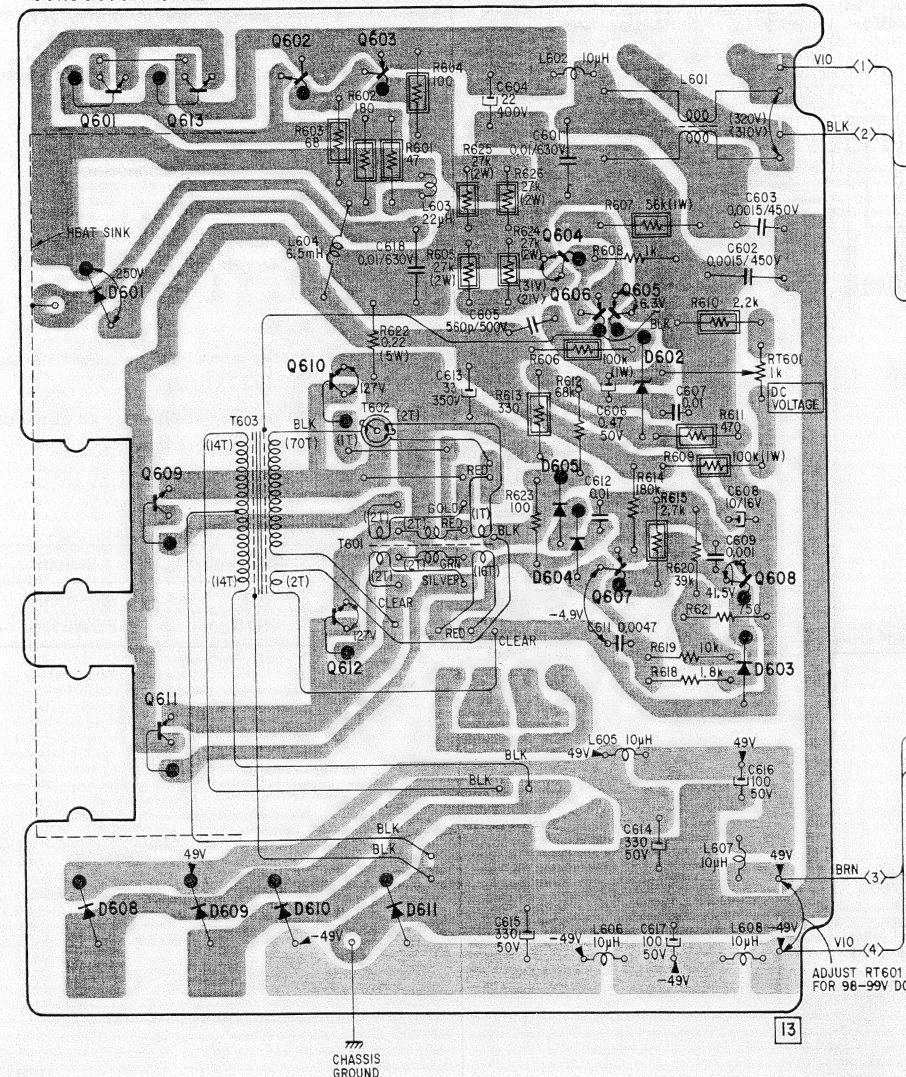 Q602
Q603
L602
10μH
VIO
(1)
R604
100
C604
22
400V
L601
Q601
Q613
R602
180
(320V)
(310V)
BLK
(2)
R603
68
R601
47
R625
27k
(2W)
C601
0.01/630V
R626
27k
(2W)
L603
22μH
R607
56k(1W)
C603
0.0015/450V
HEAT SINK
L604
6.5mH
C618
0.01/630V
R605
27k
(2W)
R624
27k
(2W)
Q604
R608
1k
C602
0.0015/450V
250V
D601
(31V)
(21V)
Q606
Q605
6.3V
R610
2.2k
C605
560p/500V
BLK
R622
0.22
(5W)
R606
100k
(1W)
D602
RT601
1k
DC
VOLTAGE
Q610
127V
C613
33
350V
R613
330
R612
68k
C607
0.01
T603
(14T)
(70T)
BLK
T602
(2T)
(1T)
C606
0.47
50V
R611
470
Q609
RED
D605
R609
100k(1W)
R623
100
C612
0.01
R614
180k
R615
2.7k
C608
10/16V
GOLD
(1T)
(2T)
(2T)
RED
BLK
C609
0.001
T601
(14T)
(2T)
(2T)
(2T)
GRN
SILVER
(16T)
D604
Q607
R620
39k
Q608
41.5V
CLEAR
-4.9V
R621
750
127V
RED
CLEAR
C611
0.0047
R619
10k
Q612
R618
1.8k
D603
Q611
L605
10μH
49V
49V
BLK
C616
100
50V
BLK
BLK
C614
330
50V
L607
10μH
BLK
49V
49V
BRN
(3)
D608
D609
D610
D611
-49V
C615
330
50V
-49V
L606
10μH
C617
100
50V
L608
10μH
-49V
VIO
(4)
-49V
ADJUST RT601
FOR 98-99V DC
13
CHASSIS
GROUND